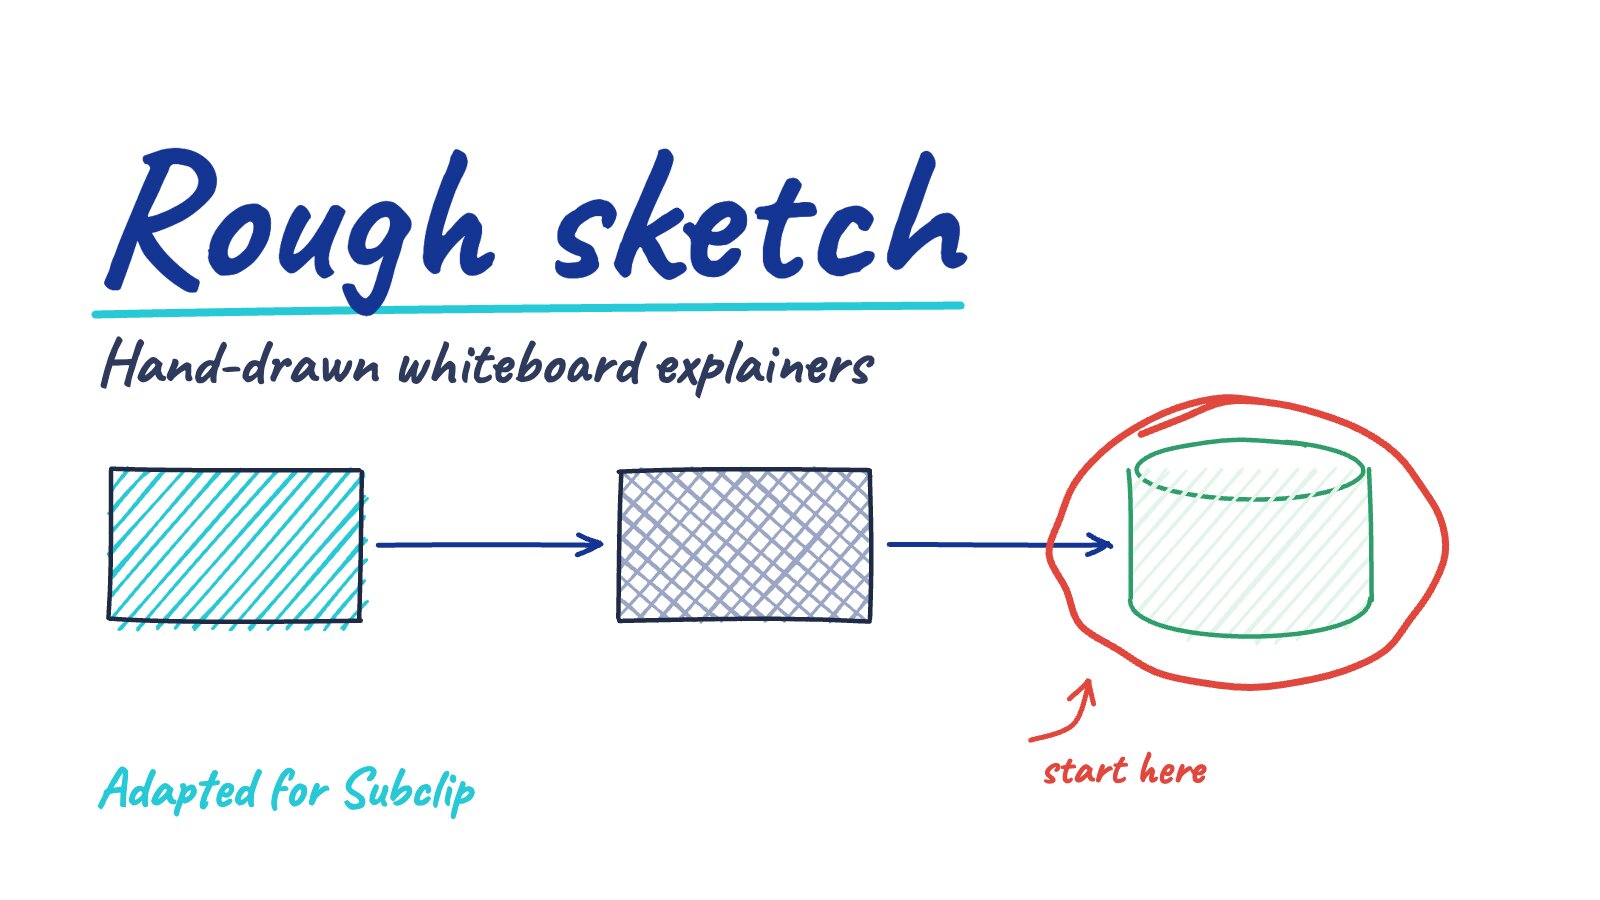 Rough sketch
Hand-drawn whiteboard explainers
start here
Adapted for Subclip